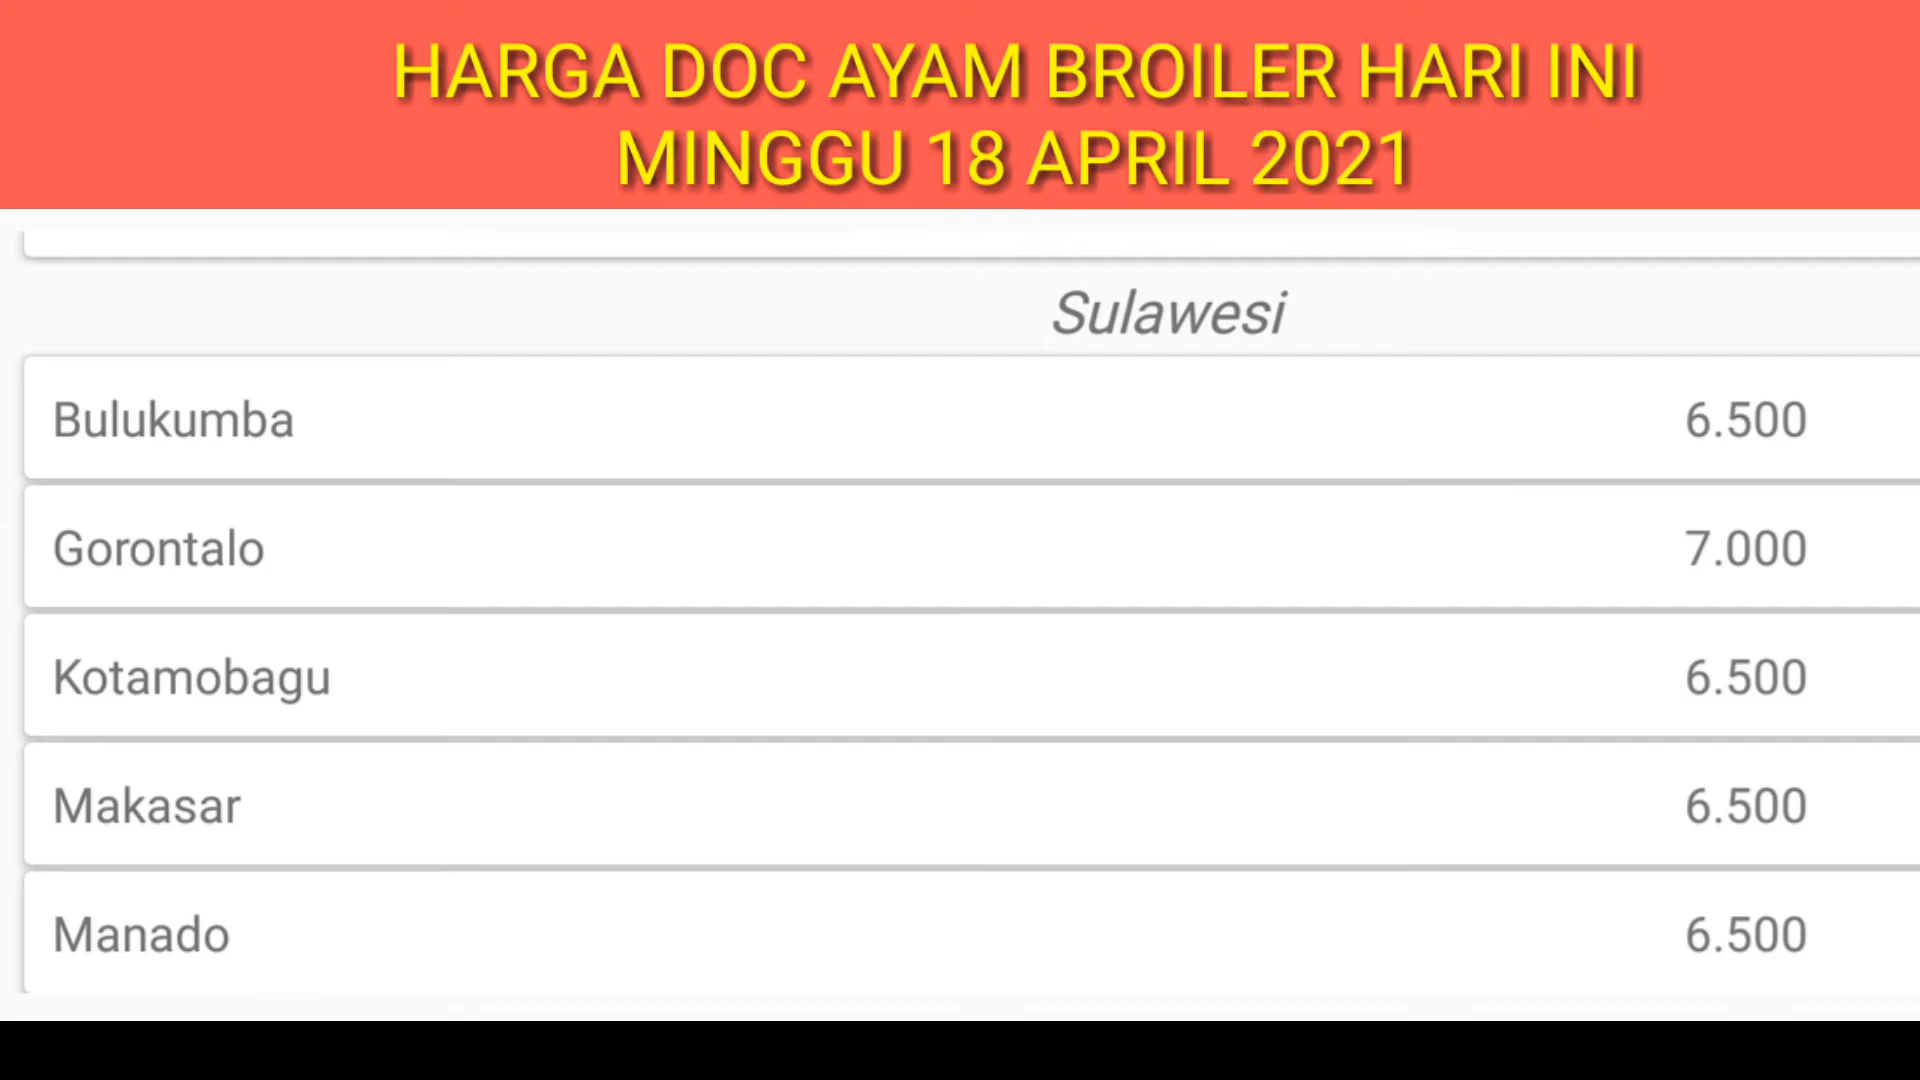 HARGA DOC AYAM BROILER HARI INI
MINGGU 18 APRIL 2021
Sulawesi
Bulukumba 6.500
Gorontalo 7.000
Kotamobagu 6.500
Makasar 6.500
Manado 6.500